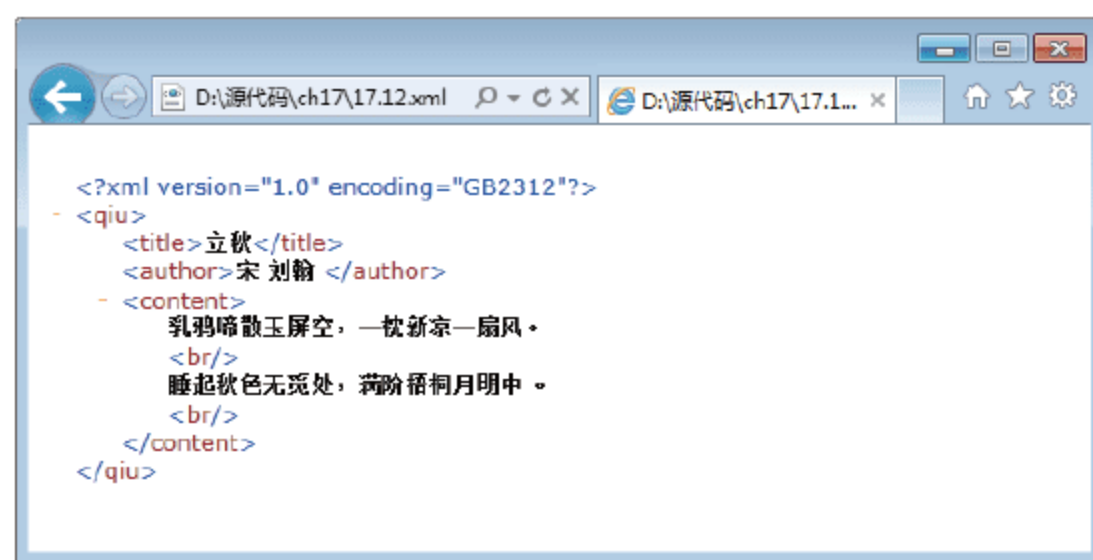 D:\源代码\ch17\17.12.xml
D:\源代码\ch17\17.1...
<?xml version="1.0" encoding="GB2312"?>
- <qiu>
<title>立秋</title>
<author>宋 刘翰 </author>
- <content>
乳鸦啼散玉屏空，一枕新凉一扇风。
<br/>
睡起秋色无觅处，满阶梧桐月明中 。
<br/>
</content>
</qiu>